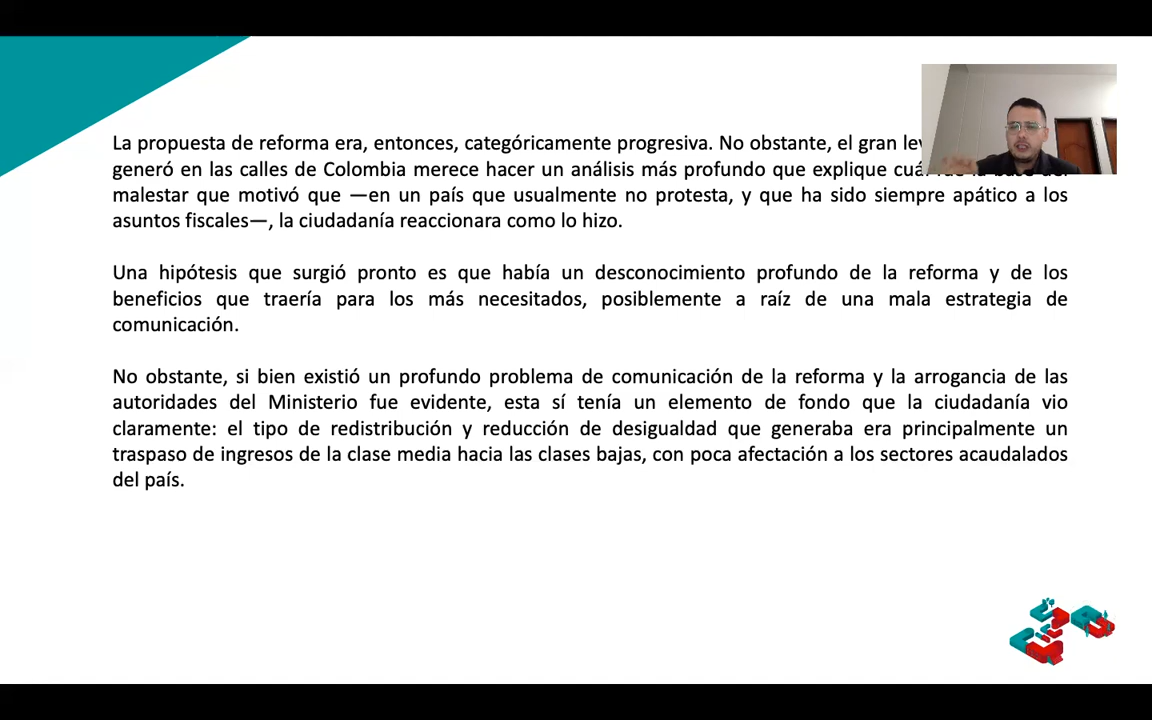 La propuesta de reforma era, entonces, categóricamente progresiva. No obstante, el gran
generó en las calles de Colombia merece hacer un análisis más profundo que explique
malestar que motivó que —en un país que usualmente no protesta, y que ha sido siempre apático a los
asuntos fiscales—, la ciudadanía reaccionara como lo hizo.
Una hipótesis que surgió pronto es que había un desconocimiento profundo de la reforma y de los
beneficios que traería para los más necesitados, posiblemente a raíz de una mala estrategia de
comunicación.
No obstante, si bien existió un profundo problema de comunicación de la reforma y la arrogancia de las
autoridades del Ministerio fue evidente, esta sí tenía un elemento de fondo que la ciudadanía vio
claramente: el tipo de redistribución y reducción de desigualdad que generaba era principalmente un
traspaso de ingresos de la clase media hacia las clases bajas, con poca afectación a los sectores acaudalados
del país.